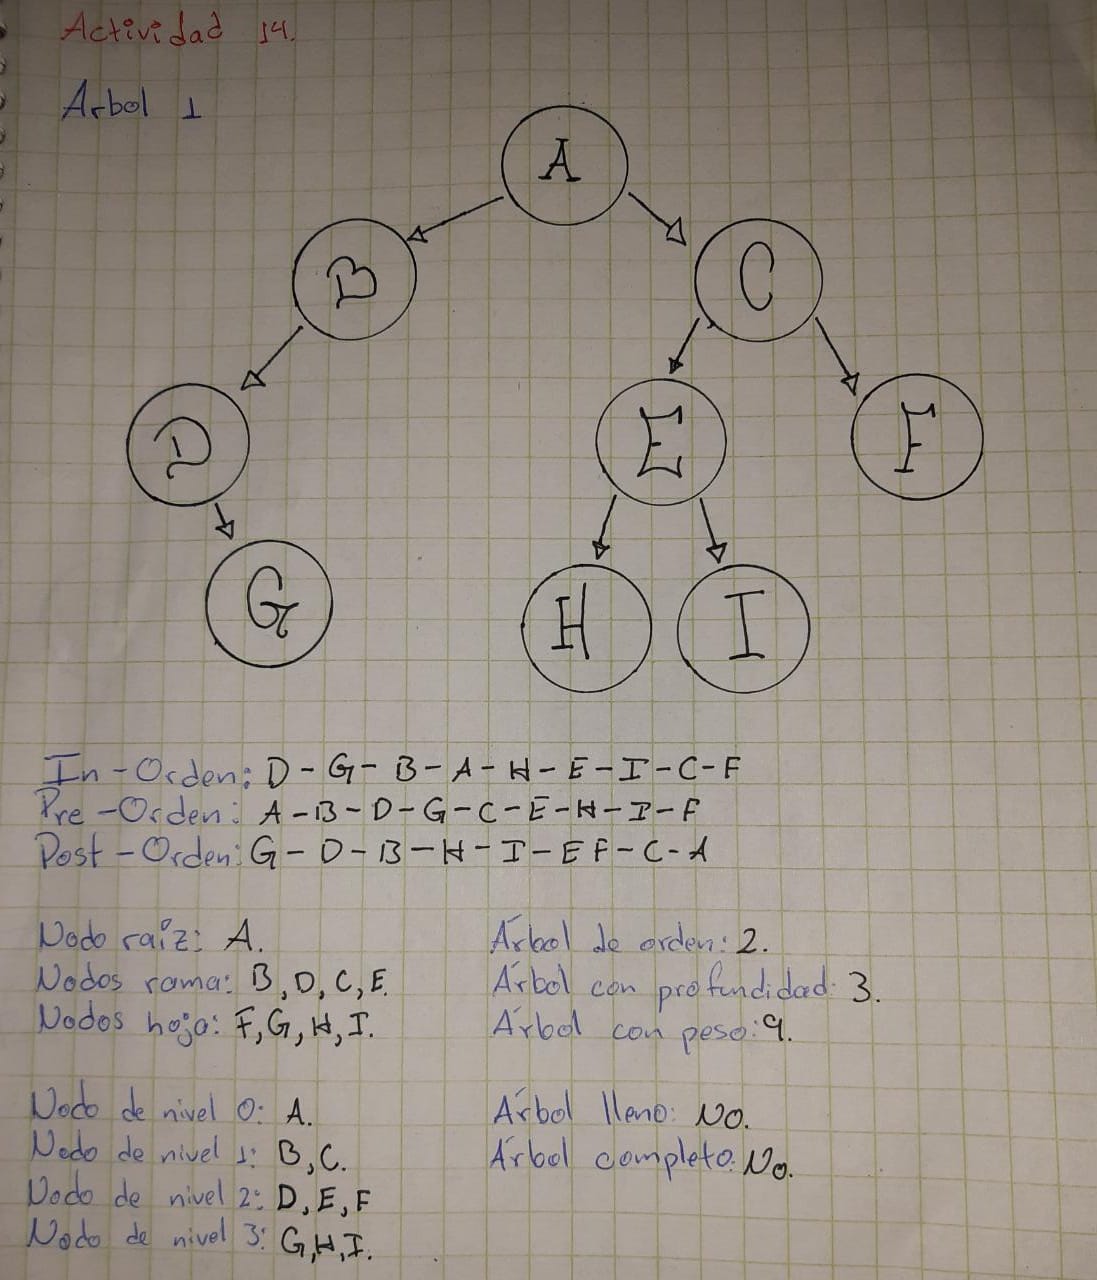 Actividad 14.
Arbol 1
A
B
C
D
E
F
G
H
I
In-Orden: D-G-B-A-H-E-I-C-F
Pre-Orden: A-B-D-G-C-E-H-I-F
Post-Orden: G-D-B-H-I-E F-C-A
Nodo raíz: A.
Nodos rama: B, D, C, E.
Nodos hoja: F, G, H, I.
Árbol de orden: 2.
Árbol con profundidad: 3.
Árbol con peso: 9.
Nodo de nivel 0: A.
Nodo de nivel 1: B, C.
Nodo de nivel 2: D, E, F
Nodo de nivel 3: G, H, I.
Árbol lleno: No.
Árbol completo: No.